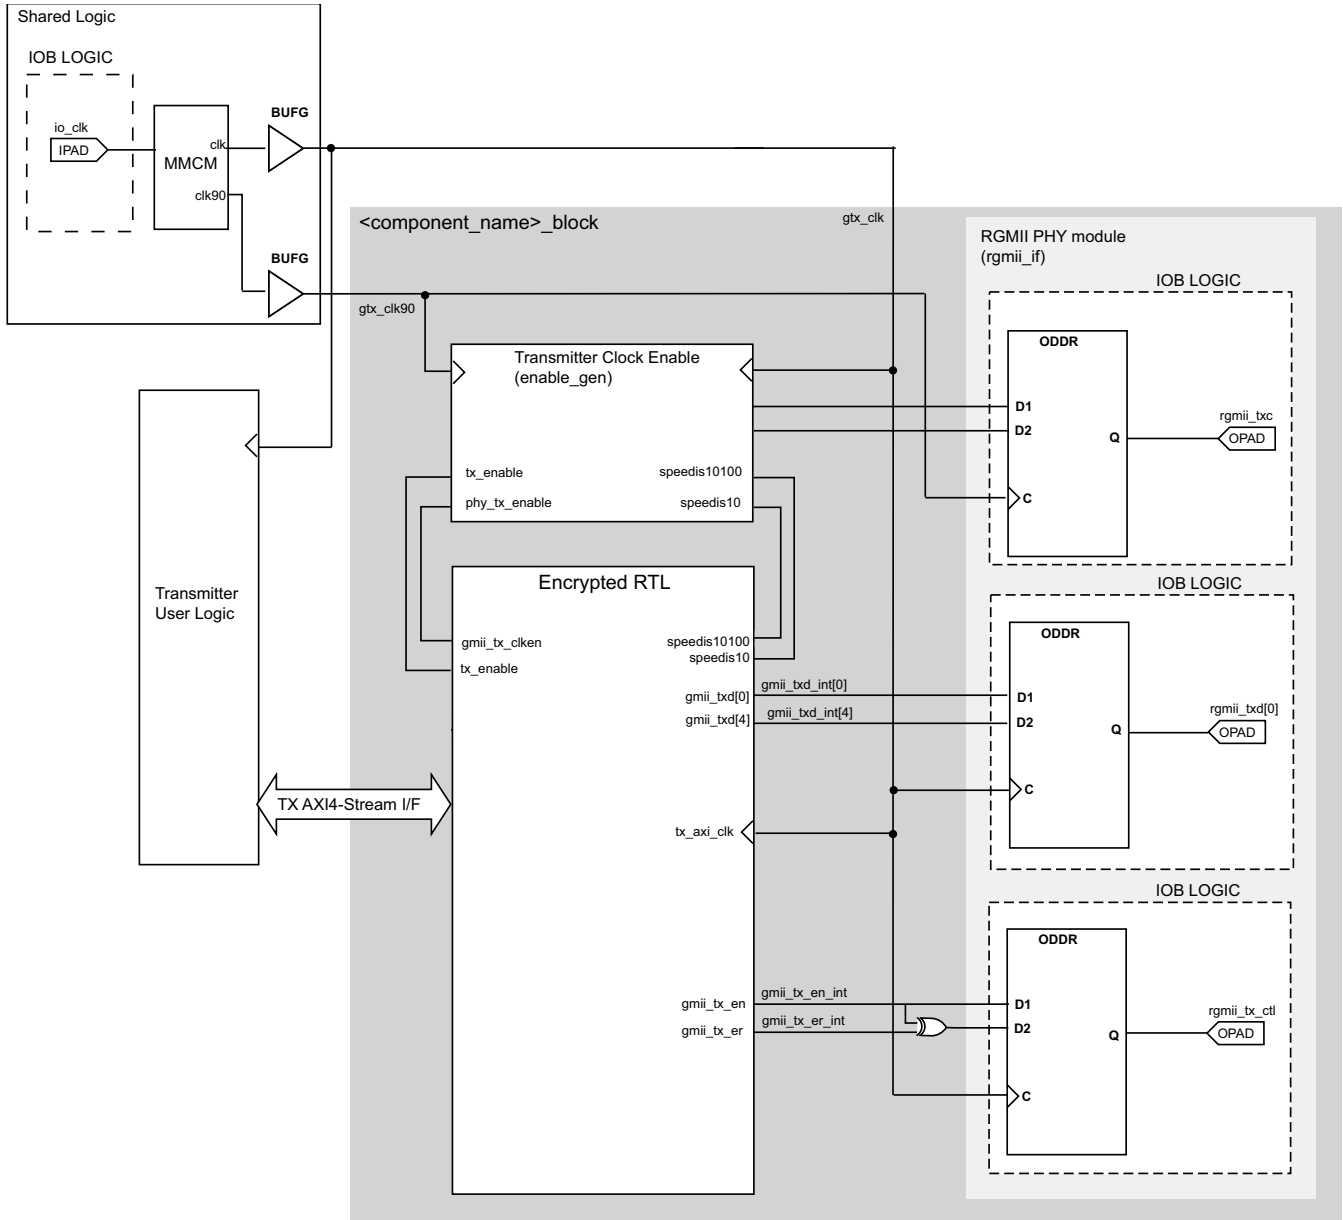 Shared Logic
IOB LOGIC
io_clk
IPAD
MMCM
clk
clk90
BUFG
BUFG
gtx_clk90
<component_name>_block
gtx_clk
Transmitter Clock Enable
(enable_gen)
tx_enable
phy_tx_enable
speedis10100
speedis10
Transmitter
User Logic
TX AXI4-Stream I/F
Encrypted RTL
gmii_tx_clken
tx_enable
speedis10100
speedis10
gmii_txd[0]
gmii_txd[4]
gmii_txd_int[0]
gmii_txd_int[4]
tx_axi_clk
gmii_tx_en
gmii_tx_er
gmii_tx_en_int
gmii_tx_er_int
RGMII PHY module
(rgmii_if)
IOB LOGIC
ODDR
D1
D2
Q
C
rgmii_txc
OPAD
IOB LOGIC
ODDR
D1
D2
Q
C
rgmii_txd[0]
OPAD
IOB LOGIC
ODDR
D1
D2
Q
C
rgmii_tx_ctl
OPAD